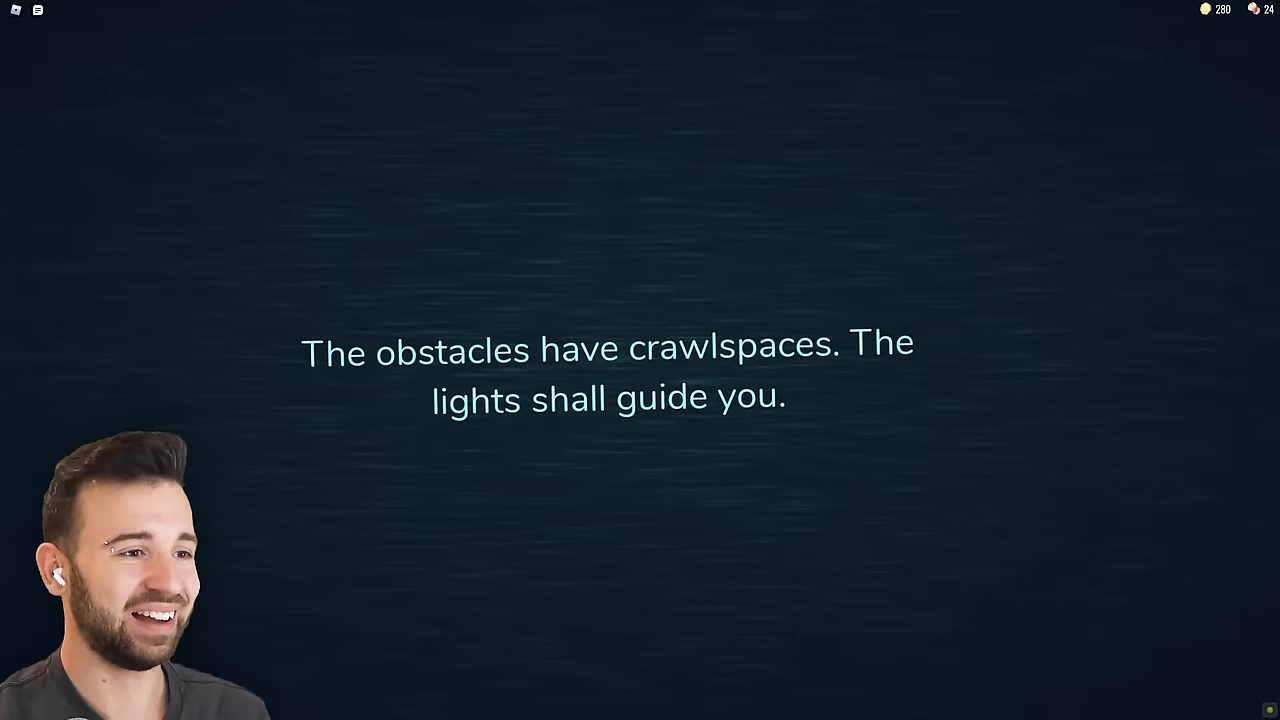 280
24
The obstacles have crawlspaces. The
lights shall guide you.